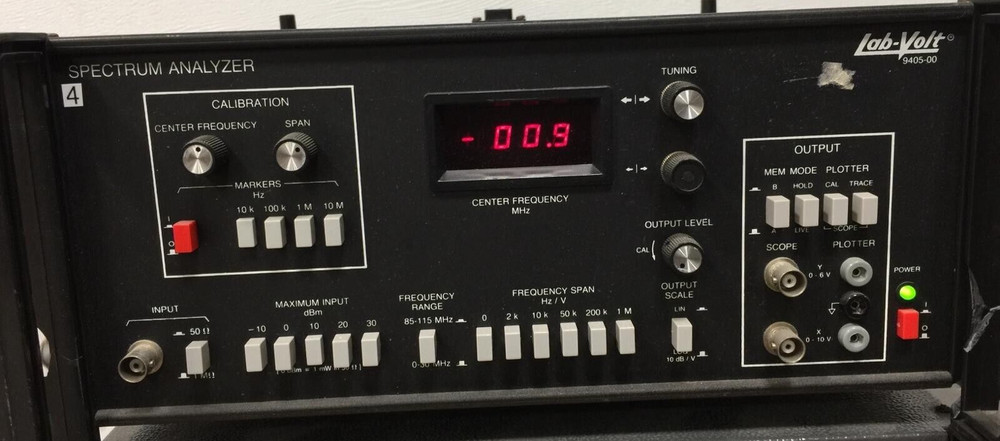 SPECTRUM ANALYZER
Lab-Volt
9405-00
4
CALIBRATION
CENTER FREQUENCY
SPAN
MARKERS
Hz
10 k 100 k 1 M 10 M
I
O
- 00.9
CENTER FREQUENCY
MHz
TUNING
OUTPUT LEVEL
CAL
OUTPUT
SCALE
LIN
10 dB / V
OUTPUT
MEM MODE PLOTTER
B HOLD CAL TRACE
A LIVE SCOPE
SCOPE PLOTTER
Y
0 - 6 V
X
0 - 10 V
POWER
I
O
INPUT
50 Ω
1 MΩ
MAXIMUM INPUT
dBm
-10 0 10 20 30
FREQUENCY
RANGE
85-115 MHz
0-30 MHz
FREQUENCY SPAN
Hz / V
0 2 k 10 k 50 k 200 k 1 M